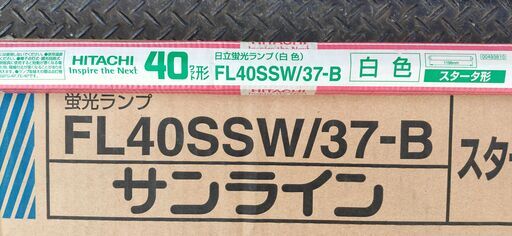 HITACHI
Inspire the Next
40ワット形
日立蛍光ランプ(白色)
FL40SSW/37-B
白色
スタータ形
1198mm
HITACHI
蛍光ランプ
FL40SSW/37-B
サンライン
スター